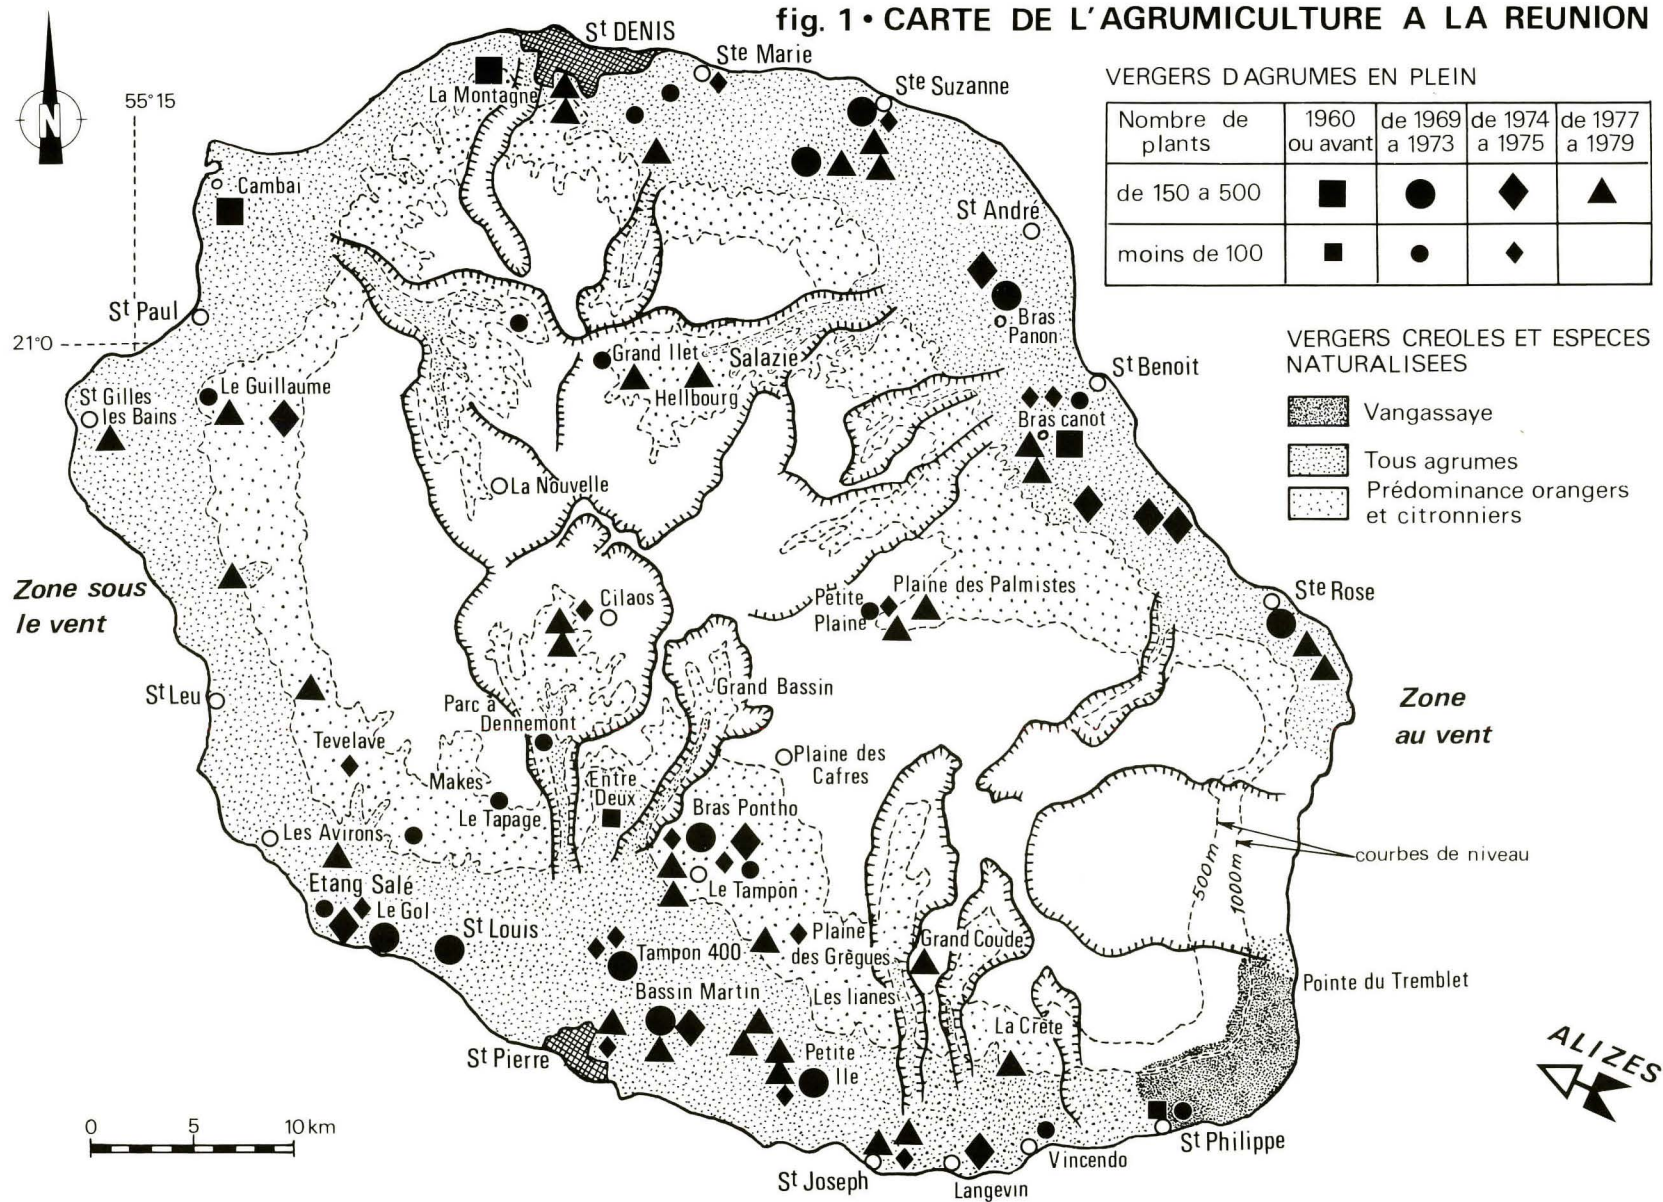 fig. 1 • CARTE DE L'AGRUMICULTURE A LA REUNION
VERGERS D'AGRUMES EN PLEIN
Nombre de plants
1960 ou avant
de 1969 a 1973
de 1974 a 1975
de 1977 a 1979
de 150 a 500
moins de 100
VERGERS CREOLES ET ESPECES
NATURALISEES
Vangassaye
Tous agrumes
Prédominance orangers
et citronniers
N
55°15
21°0
St DENIS
Ste Marie
La Montagne
Ste Suzanne
Cambai
St André
St Paul
Bras
Panon
Grand Ilet
Salazie
Hellbourg
St Benoit
Le Guillaume
St Gilles
les Bains
Bras canot
La Nouvelle
Zone sous
le vent
Cilaos
Petite
Plaine
Plaine des Palmistes
Ste Rose
St Leu
Grand Bassin
Parc à
Dennemont
Zone
au vent
Tevelave
Plaine des
Cafres
Makes
Le Tapage
Entre
Deux
Bras Pontho
Les Avirons
Le Tampon
courbes de niveau
500m
1000m
Etang Salé
Le Gol
St Louis
Tampon 400
Plaine
des Grègues
Grand Coude
Bassin Martin
Les lianes
Pointe du Tremblet
La Crête
St Pierre
Petite
Ile
ALIZES
0 5 10 km
St Philippe
Vincendo
St Joseph
Langevin